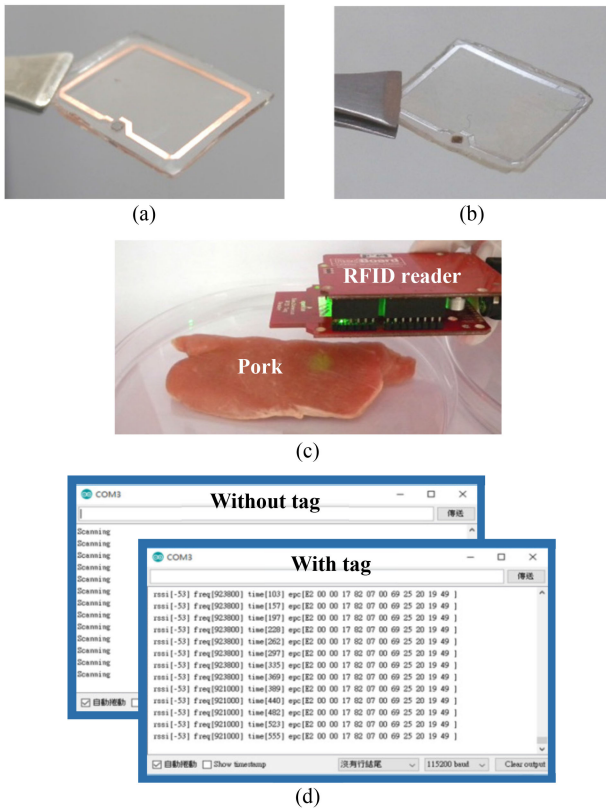 (a)
(b)
RFID reader
Pork
(c)
COM3
Without tag
傳送
Scanning
Scanning
Scanning
Scanning
Scanning
Scanning
Scanning
Scanning
Scanning
Scanning
Scanning
Scanning
Scanning
自動捲動
COM3
With tag
傳送
rssi[-53] freq[923800] time[103] epc[E2 00 00 17 82 07 00 69 25 20 19 49 ]
rssi[-53] freq[923800] time[157] epc[E2 00 00 17 82 07 00 69 25 20 19 49 ]
rssi[-53] freq[923800] time[197] epc[E2 00 00 17 82 07 00 69 25 20 19 49 ]
rssi[-53] freq[923800] time[228] epc[E2 00 00 17 82 07 00 69 25 20 19 49 ]
rssi[-53] freq[923800] time[262] epc[E2 00 00 17 82 07 00 69 25 20 19 49 ]
rssi[-53] freq[923800] time[297] epc[E2 00 00 17 82 07 00 69 25 20 19 49 ]
rssi[-53] freq[923800] time[335] epc[E2 00 00 17 82 07 00 69 25 20 19 49 ]
rssi[-53] freq[923800] time[369] epc[E2 00 00 17 82 07 00 69 25 20 19 49 ]
rssi[-53] freq[921000] time[389] epc[E2 00 00 17 82 07 00 69 25 20 19 49 ]
rssi[-53] freq[921000] time[440] epc[E2 00 00 17 82 07 00 69 25 20 19 49 ]
rssi[-53] freq[921000] time[482] epc[E2 00 00 17 82 07 00 69 25 20 19 49 ]
rssi[-53] freq[921000] time[523] epc[E2 00 00 17 82 07 00 69 25 20 19 49 ]
rssi[-53] freq[921000] time[555] epc[E2 00 00 17 82 07 00 69 25 20 19 49 ]
自動捲動 Show timestamp 沒有行結尾 115200 baud Clear output
(d)